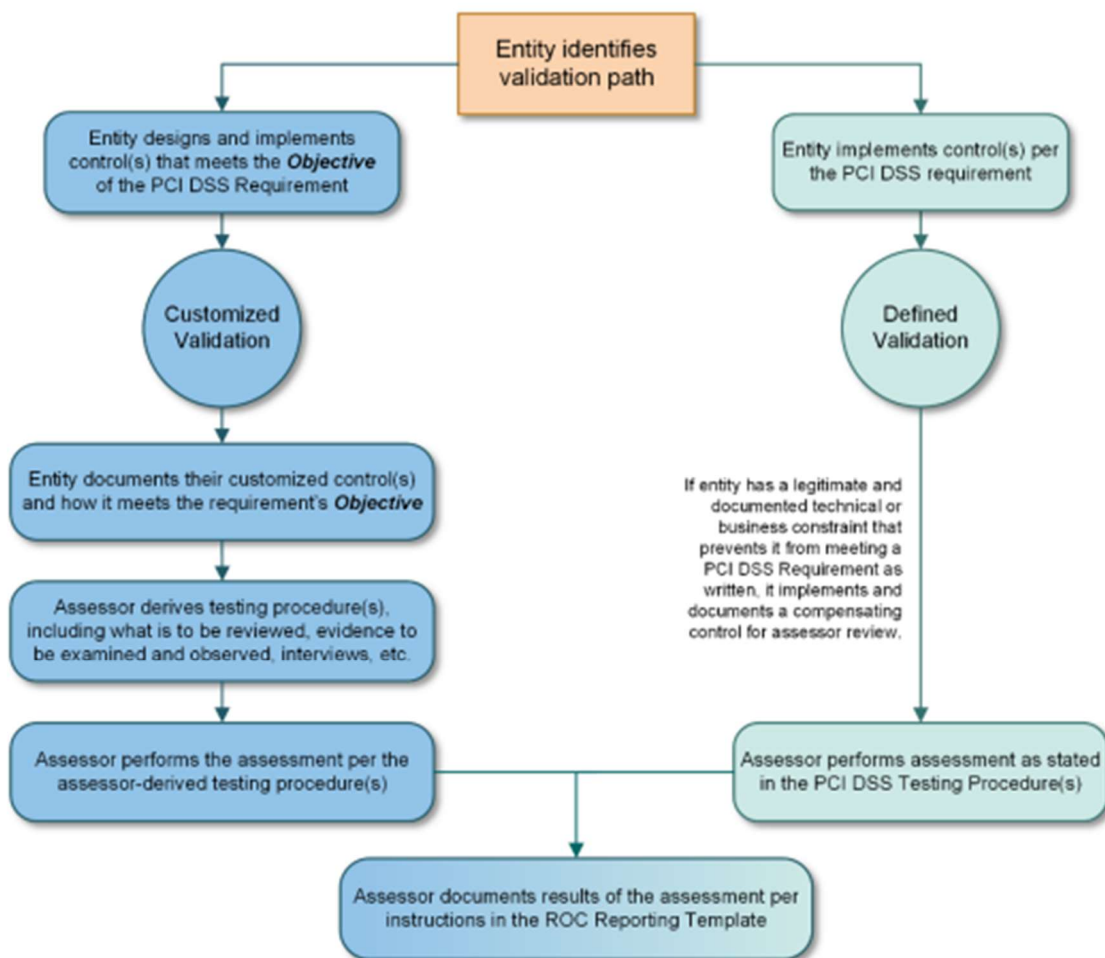 Entity identifies
validation path
Entity designs and implements
control(s) that meets the Objective
of the PCI DSS Requirement
Entity implements control(s) per
the PCI DSS requirement
Customized
Validation
Defined
Validation
Entity documents their customized control(s)
and how it meets the requirement's Objective
If entity has a legitimate and
documented technical or
business constraint that
prevents it from meeting a
PCI DSS Requirement as
written, it implements and
documents a compensating
control for assessor review.
Assessor derives testing procedure(s),
including what is to be reviewed, evidence to
be examined and observed, interviews, etc.
Assessor performs the assessment per the
assessor-derived testing procedure(s)
Assessor performs assessment as stated
in the PCI DSS Testing Procedure(s)
Assessor documents results of the assessment per
instructions in the ROC Reporting Template